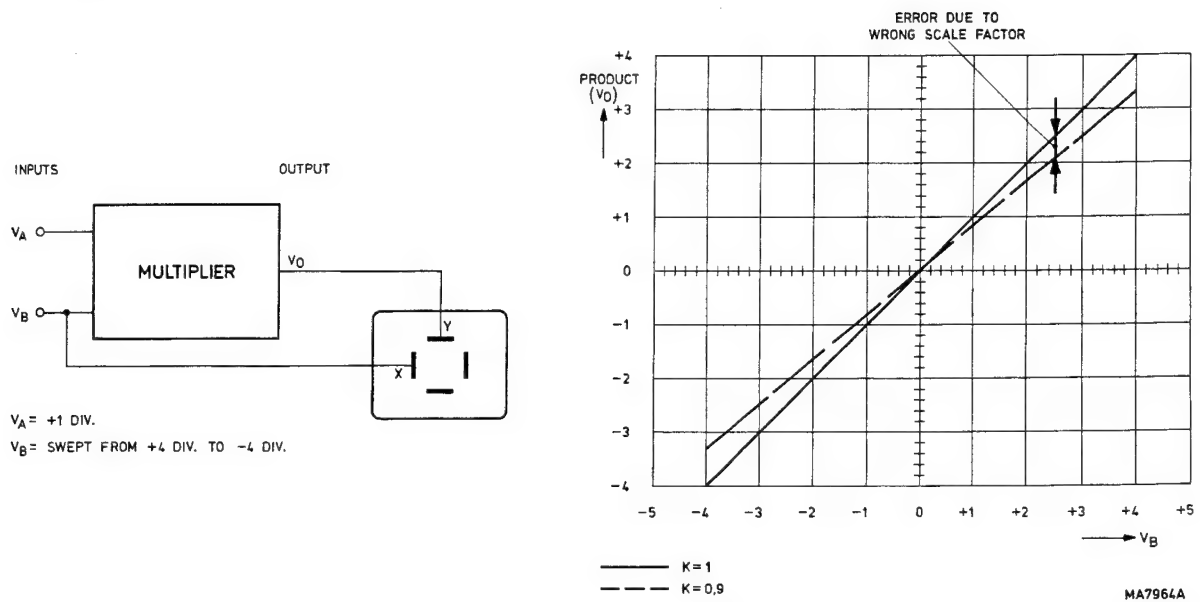 INPUTS
OUTPUT
VA
VB
MULTIPLIER
VO
Y
X
VA= +1 DIV.
VB= SWEPT FROM +4 DIV. TO -4 DIV.
ERROR DUE TO
WRONG SCALE FACTOR
PRODUCT
(VO)
+4
+3
+2
+1
0
-1
-2
-3
-4
-5 -4 -3 -2 -1 0 +1 +2 +3 +4 +5
VB
K=1
K=0,9
MA7964A